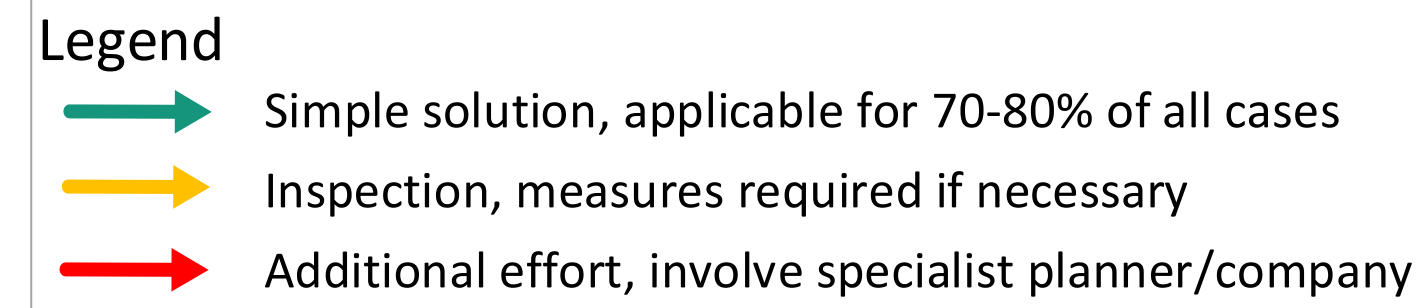 Legend
Simple solution, applicable for 70-80% of all cases
Inspection, measures required if necessary
Additional effort, involve specialist planner/company